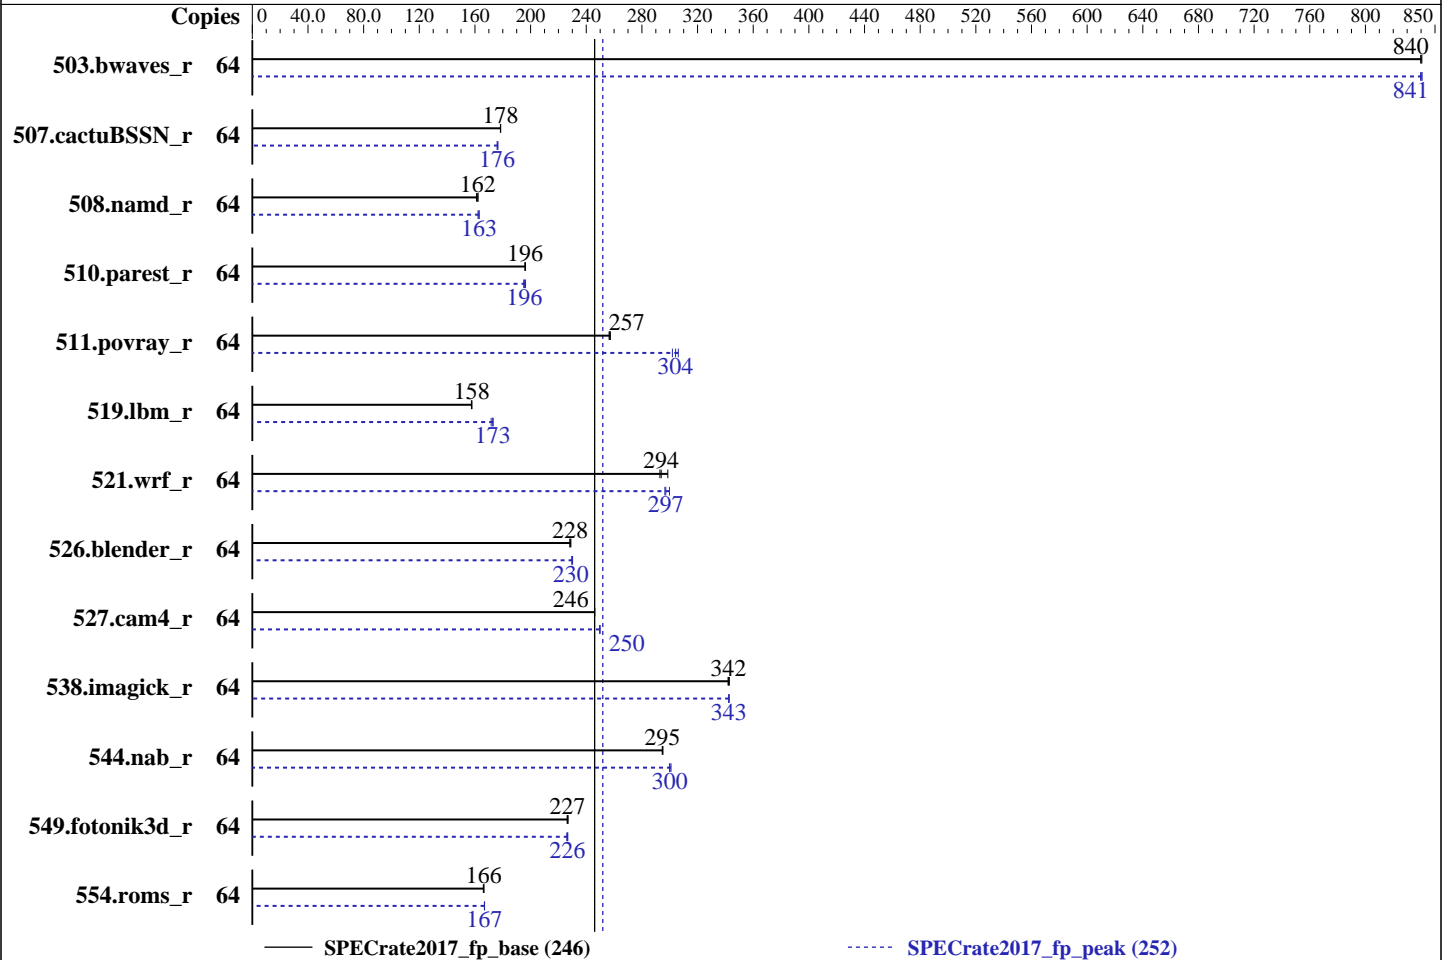 Copies 0 40.0 80.0 120 160 200 240 280 320 360 400 440 480 520 560 600 640 680 720 760 800 850
840
503.bwaves_r 64
841
178
507.cactuBSSN_r 64
176
162
508.namd_r 64
163
196
510.parest_r 64
196
257
511.povray_r 64
304
158
519.lbm_r 64
173
294
521.wrf_r 64
297
228
526.blender_r 64
230
246
527.cam4_r 64
250
342
538.imagick_r 64
343
295
544.nab_r 64
300
227
549.fotonik3d_r 64
226
166
554.roms_r 64
167
SPECrate2017_fp_base (246) SPECrate2017_fp_peak (252)